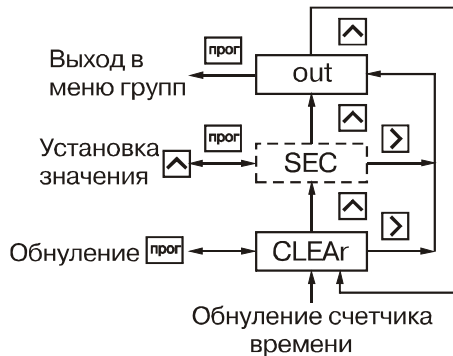 прог
Выход в
меню групп
out
прог
Установка
значения
SEC
Обнуление прог
CLEAr
Обнуление счетчика
времени